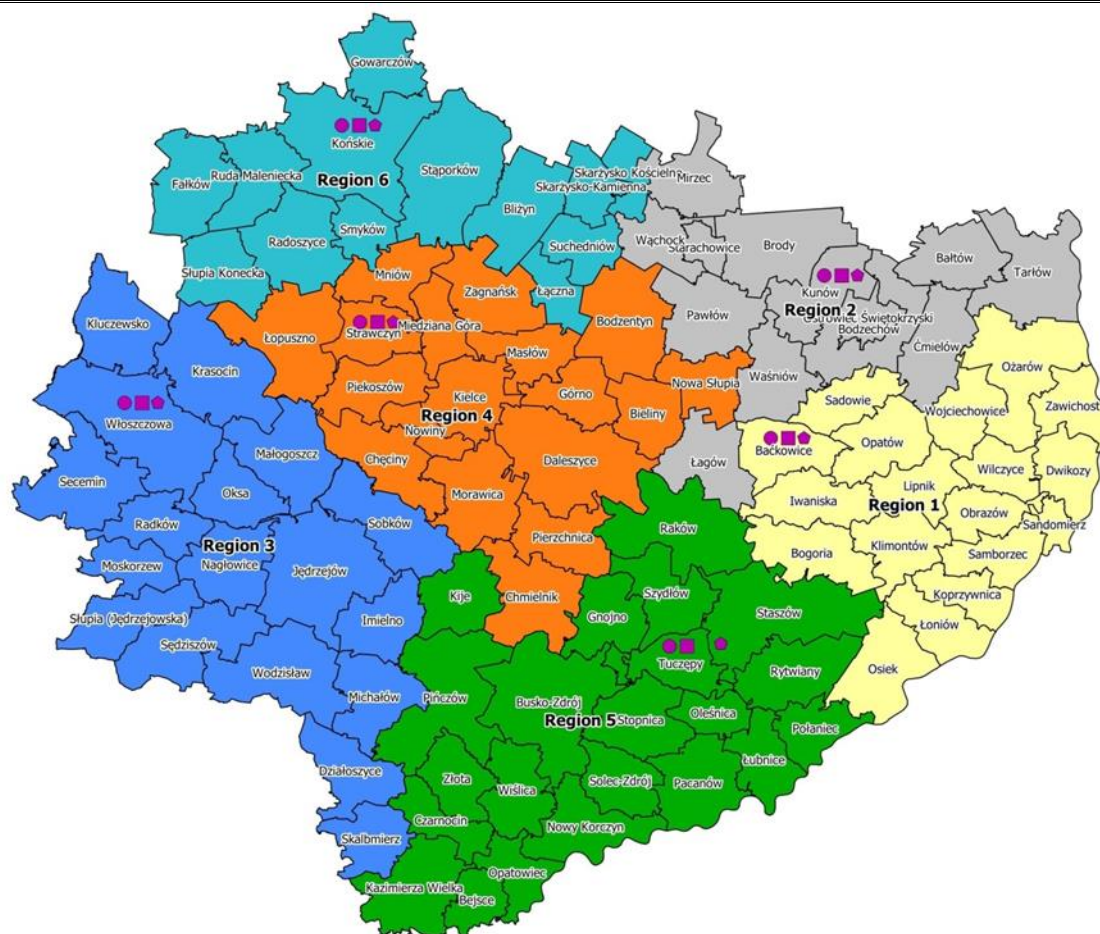 Gowarczów
Końskie
Stąporków
Ruda Maleniecka
Fałków
Region 6
Skarżysko Kościelne
Skarżysko-Kamienna
Mirzec
Bliżyn
Smyków
Radoszyce
Suchedniów
Wąchock
Starachowice
Brody
Bałtów
Tarłów
Słupia Konecka
Mniów
Zagnańsk
Łączna
Kunów
Region 2
Ostrowiec Świętokrzyski
Bodzechów
Pawłów
Bodzentyn
Kluczewsko
Łopuszno
Strawczyn
Miedziana Góra
Masłów
Ćmielów
Ożarów
Krasocin
Piekoszów
Kielce
Górno
Nowa Słupia
Waśniów
Sadowie
Wojciechowice
Zawichost
Włoszczowa
Region 4
Nowiny
Bieliny
Baćkowice
Opatów
Małogoszcz
Chęciny
Daleszyce
Łagów
Wilczyce
Dwikozy
Secemin
Oksa
Morawica
Iwaniska
Lipnik
Region 1
Obrazów
Sandomierz
Radków
Sobków
Pierzchnica
Raków
Bogoria
Klimontów
Samborzec
Region 3
Moskorzew
Nagłowice
Jędrzejów
Kije
Chmielnik
Szydłów
Koprzywnica
Słupia (Jędrzejowska)
Imielno
Gnojno
Staszów
Łoniów
Sędziszów
Wodzisław
Tuczępy
Rytwiany
Osiek
Michałów
Pińczów
Busko-Zdrój
Region 5
Stopnica
Oleśnica
Połaniec
Działoszyce
Złota
Wiślica
Solec-Zdrój
Pacanów
Łubnice
Czarnocin
Nowy Korczyn
Skalbmierz
Kazimierza Wielka
Opatowiec
Bejsce